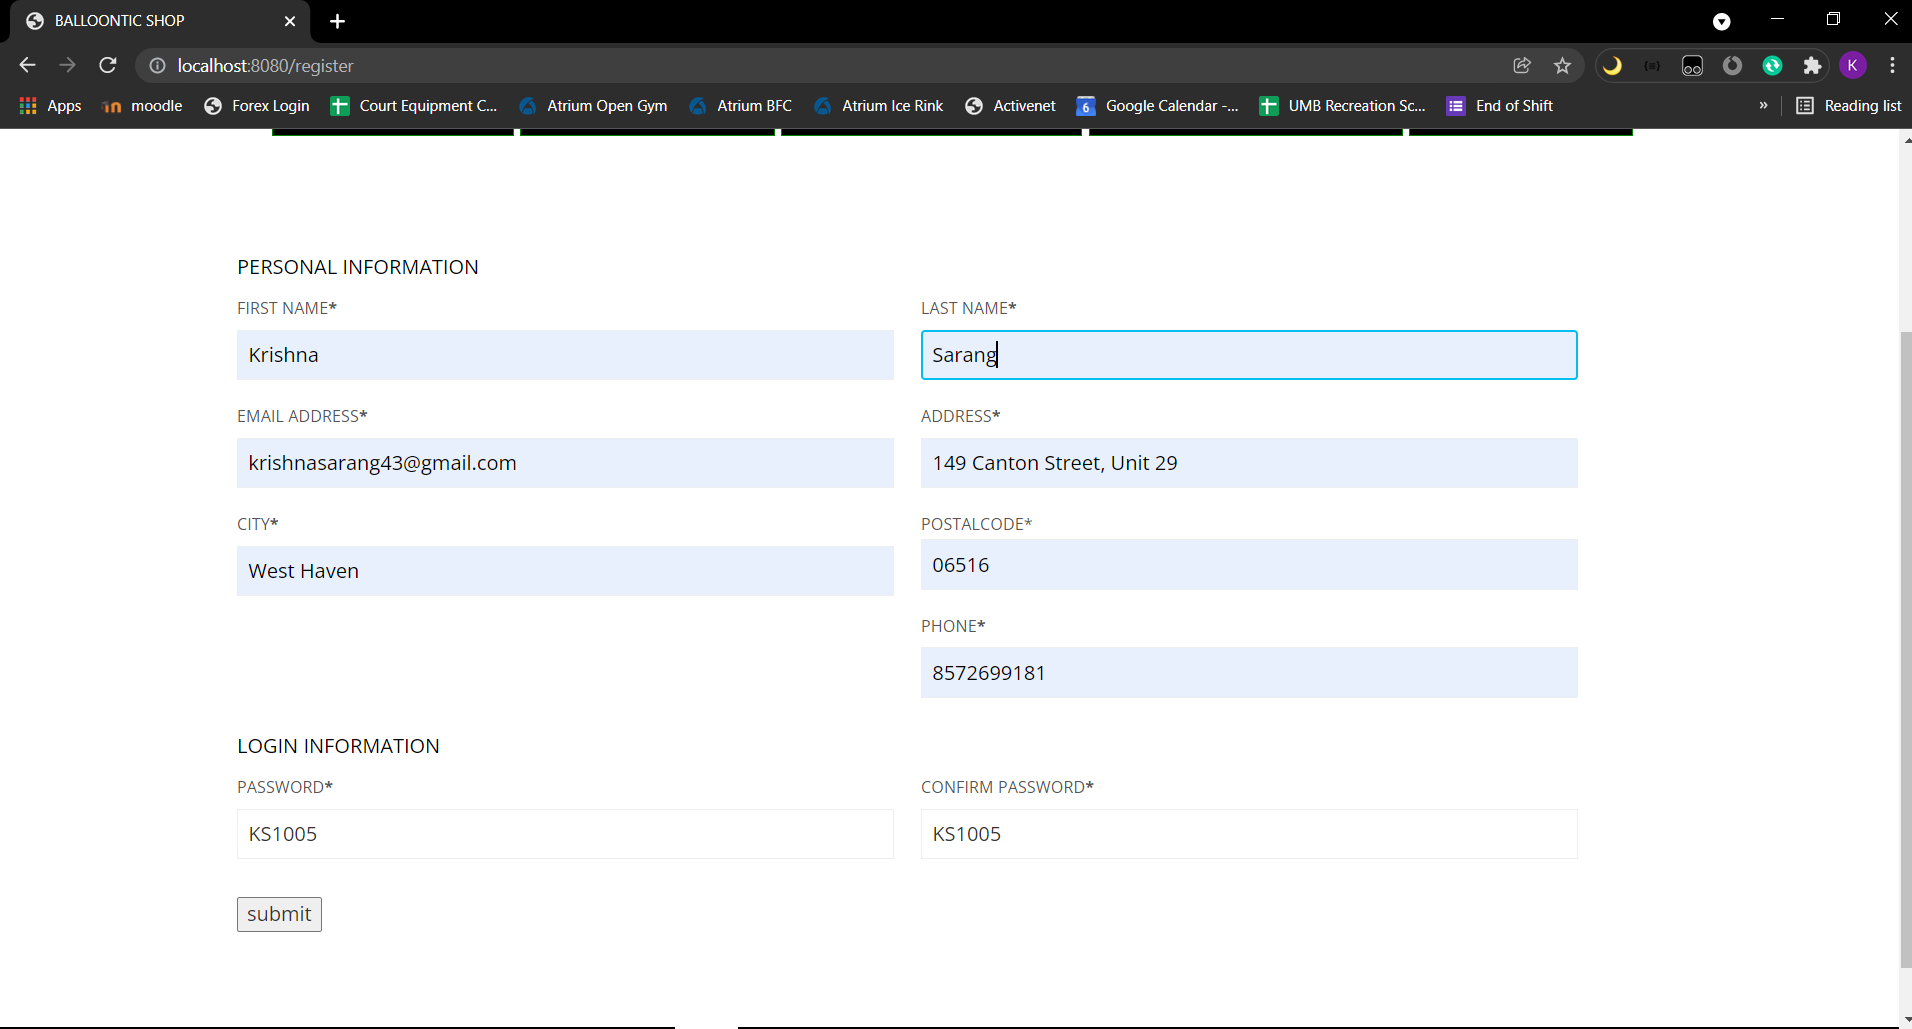 BALLOONTIC SHOP
localhost:8080/register
K
Apps moodle Forex Login Court Equipment C... Atrium Open Gym Atrium BFC Atrium Ice Rink Activenet 6 Google Calendar -... UMB Recreation Sc... End of Shift » Reading list
PERSONAL INFORMATION
FIRST NAME* LAST NAME*
Krishna Sarang
EMAIL ADDRESS* ADDRESS*
krishnasarang43@gmail.com 149 Canton Street, Unit 29
CITY* POSTALCODE*
West Haven 06516
PHONE*
8572699181
LOGIN INFORMATION
PASSWORD* CONFIRM PASSWORD*
KS1005 KS1005
submit